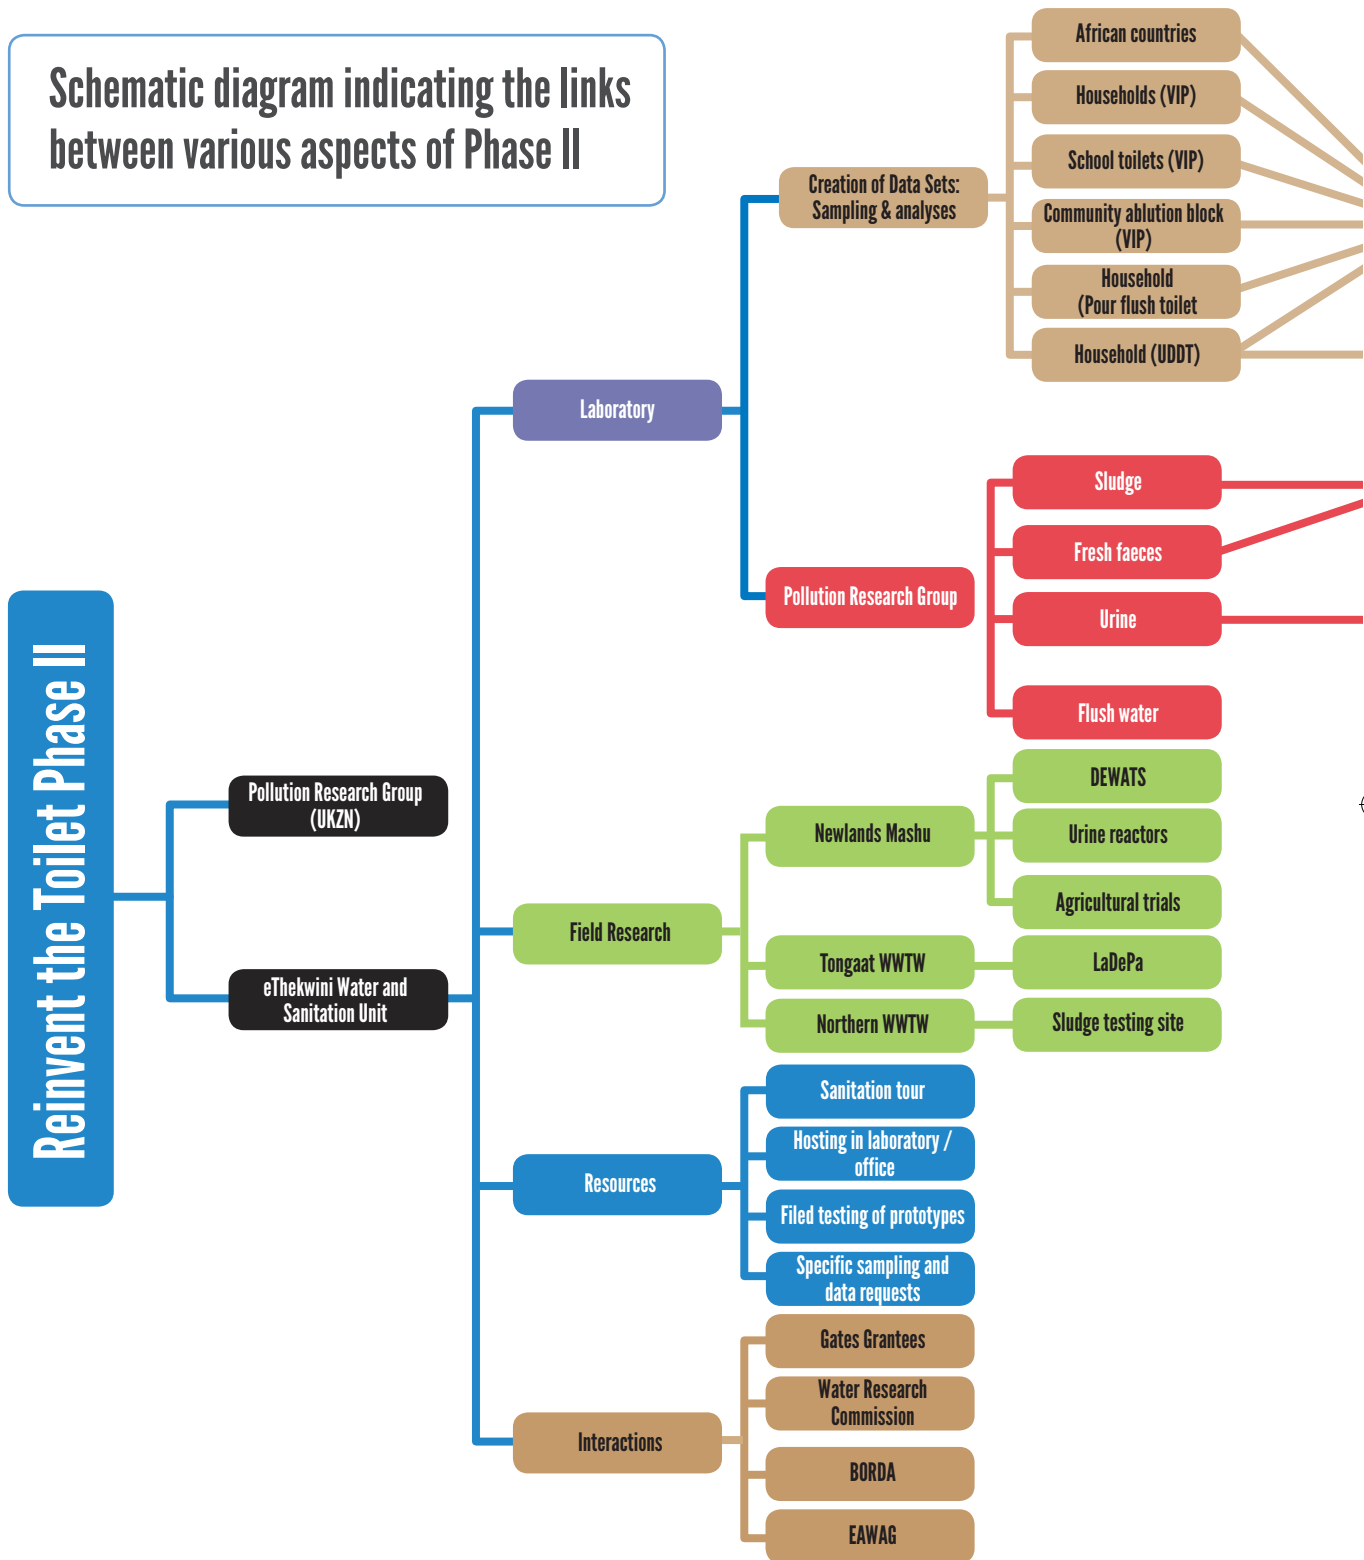 Schematic diagram indicating the links
between various aspects of Phase II
Reinvent the Toilet Phase II
Pollution Research Group
(UKZN)
eThekwini Water and
Sanitation Unit
Laboratory
Creation of Data Sets:
Sampling & analyses
African countries
Households (VIP)
School toilets (VIP)
Community ablution block
(VIP)
Household
(Pour flush toilet
Household (UDDT)
Pollution Research Group
Sludge
Fresh faeces
Urine
Flush water
Field Research
Newlands Mashu
DEWATS
Urine reactors
Agricultural trials
Tongaat WWTW
LaDePa
Northern WWTW
Sludge testing site
Resources
Sanitation tour
Hosting in laboratory /
office
Filed testing of prototypes
Specific sampling and
data requests
Interactions
Gates Grantees
Water Research
Commission
BORDA
EAWAG